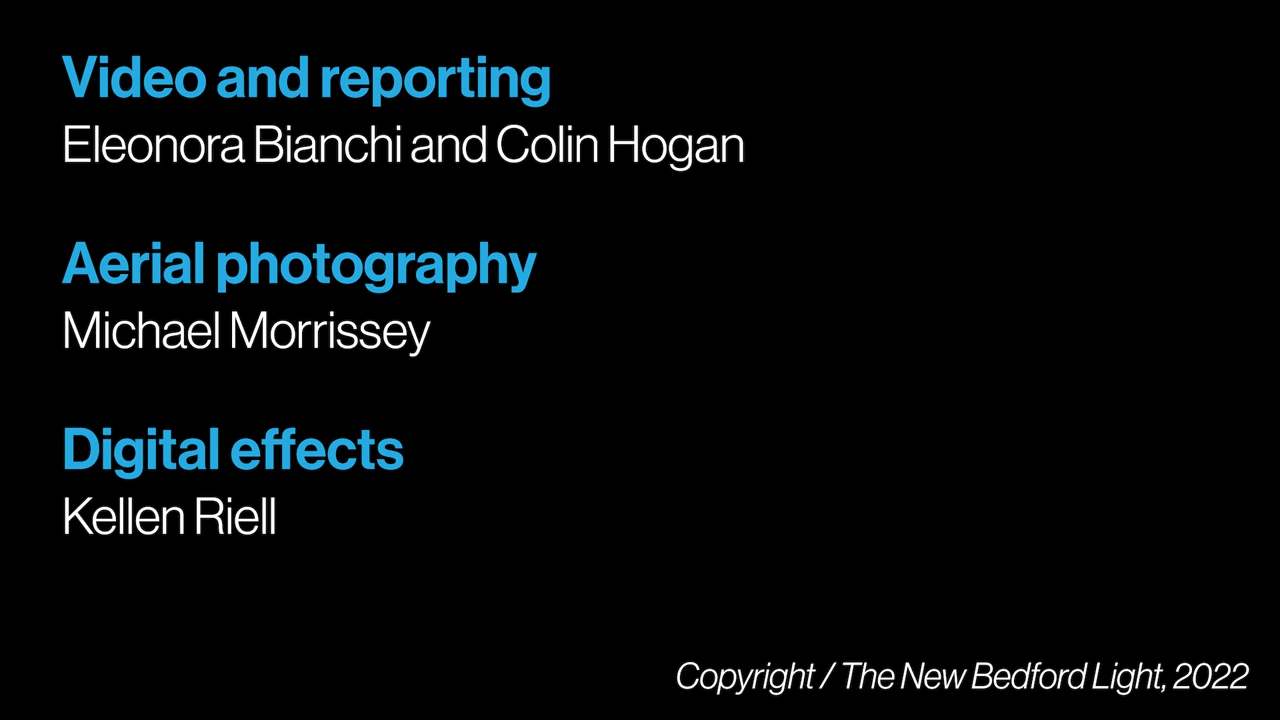 Video and reporting
Eleonora Bianchi and Colin Hogan
Aerial photography
Michael Morrissey
Digital effects
Kellen Riell
Copyright / The New Bedford Light, 2022